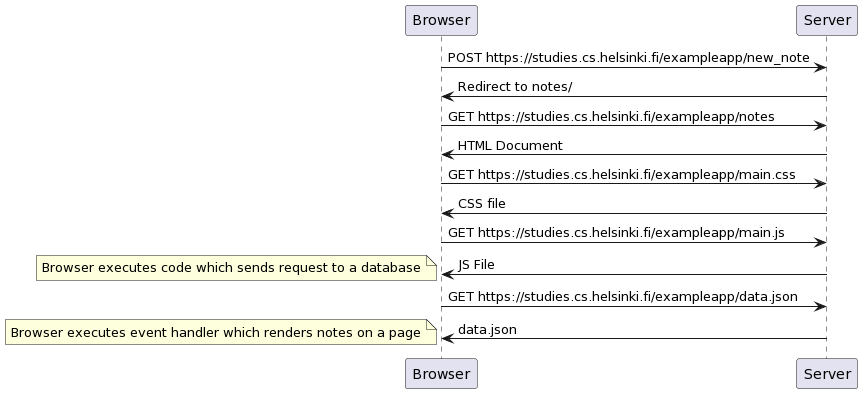 Browser Server
POST https://studies.cs.helsinki.fi/exampleapp/new_note
Redirect to notes/
GET https://studies.cs.helsinki.fi/exampleapp/notes
HTML Document
GET https://studies.cs.helsinki.fi/exampleapp/main.css
CSS file
GET https://studies.cs.helsinki.fi/exampleapp/main.js
JS File
Browser executes code which sends request to a database
GET https://studies.cs.helsinki.fi/exampleapp/data.json
data.json
Browser executes event handler which renders notes on a page
Browser Server